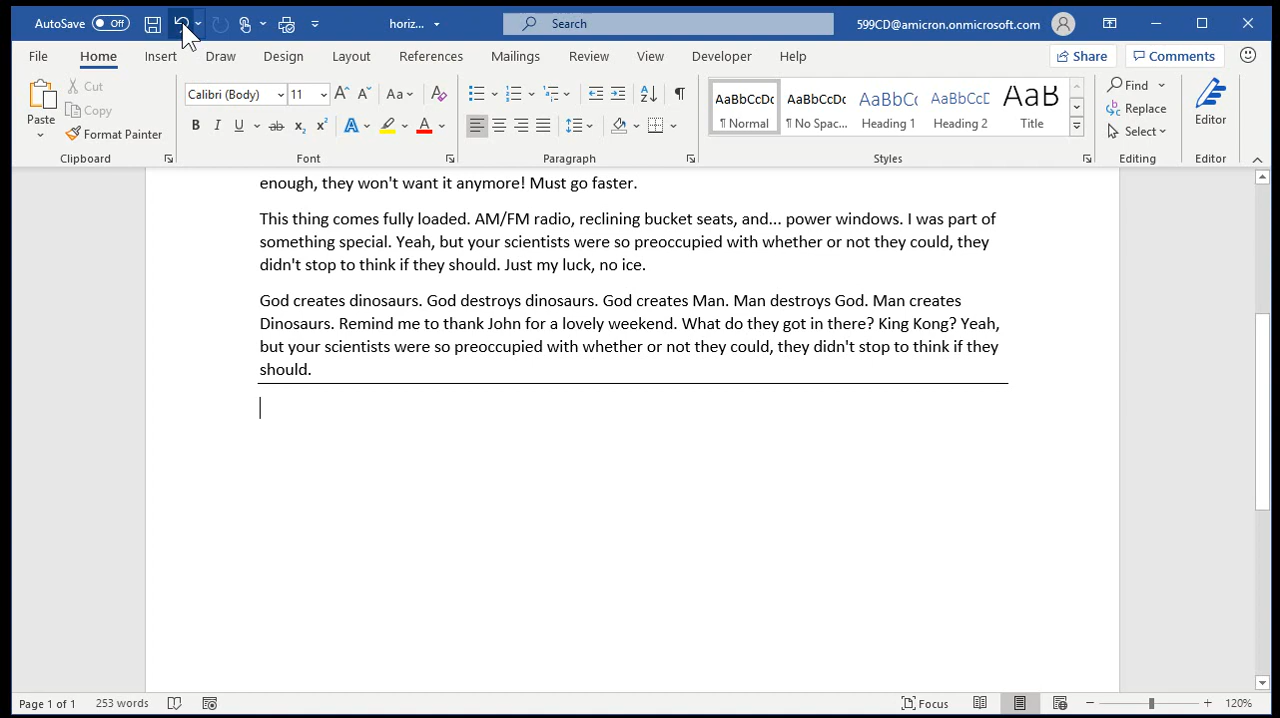 AutoSave Off horiz... Search 599CD@amicron.onmicrosoft.com
File Home Insert Draw Design Layout References Mailings Review View Developer Help Share Comments
Paste Cut Copy Format Painter Clipboard
Calibri (Body) 11 Aa B I U ab x₂ x² A A Font
Paragraph
AaBbCcDc ¶ Normal AaBbCcDc ¶ No Spac... AaBbCc Heading 1 AaBbCcD Heading 2 AaB Title Styles
Find Replace Select Editing
Editor Editor
enough, they won't want it anymore! Must go faster.
This thing comes fully loaded. AM/FM radio, reclining bucket seats, and... power windows. I was part of
something special. Yeah, but your scientists were so preoccupied with whether or not they could, they
didn't stop to think if they should. Just my luck, no ice.
God creates dinosaurs. God destroys dinosaurs. God creates Man. Man destroys God. Man creates
Dinosaurs. Remind me to thank John for a lovely weekend. What do they got in there? King Kong? Yeah,
but your scientists were so preoccupied with whether or not they could, they didn't stop to think if they
should.
Page 1 of 1 253 words Focus 120%